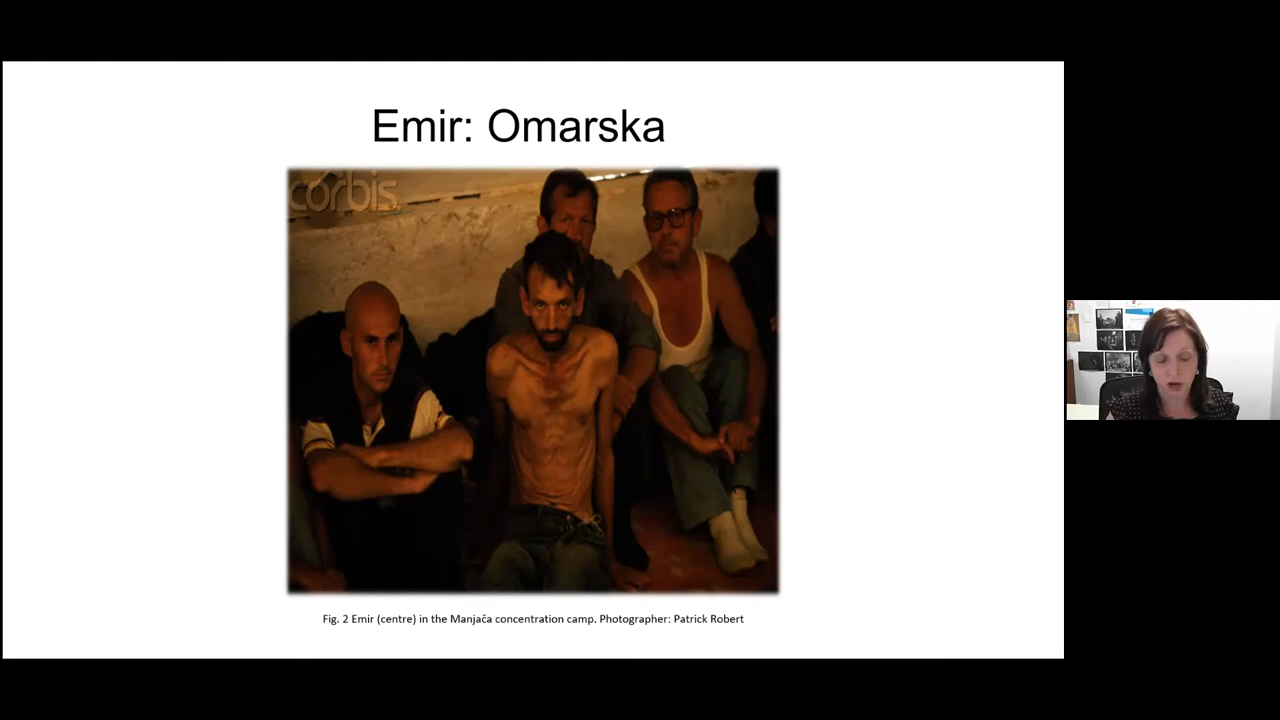 Emir: Omarska
corbis
Fig. 2 Emir (centre) in the Manjača concentration camp. Photographer: Patrick Robert